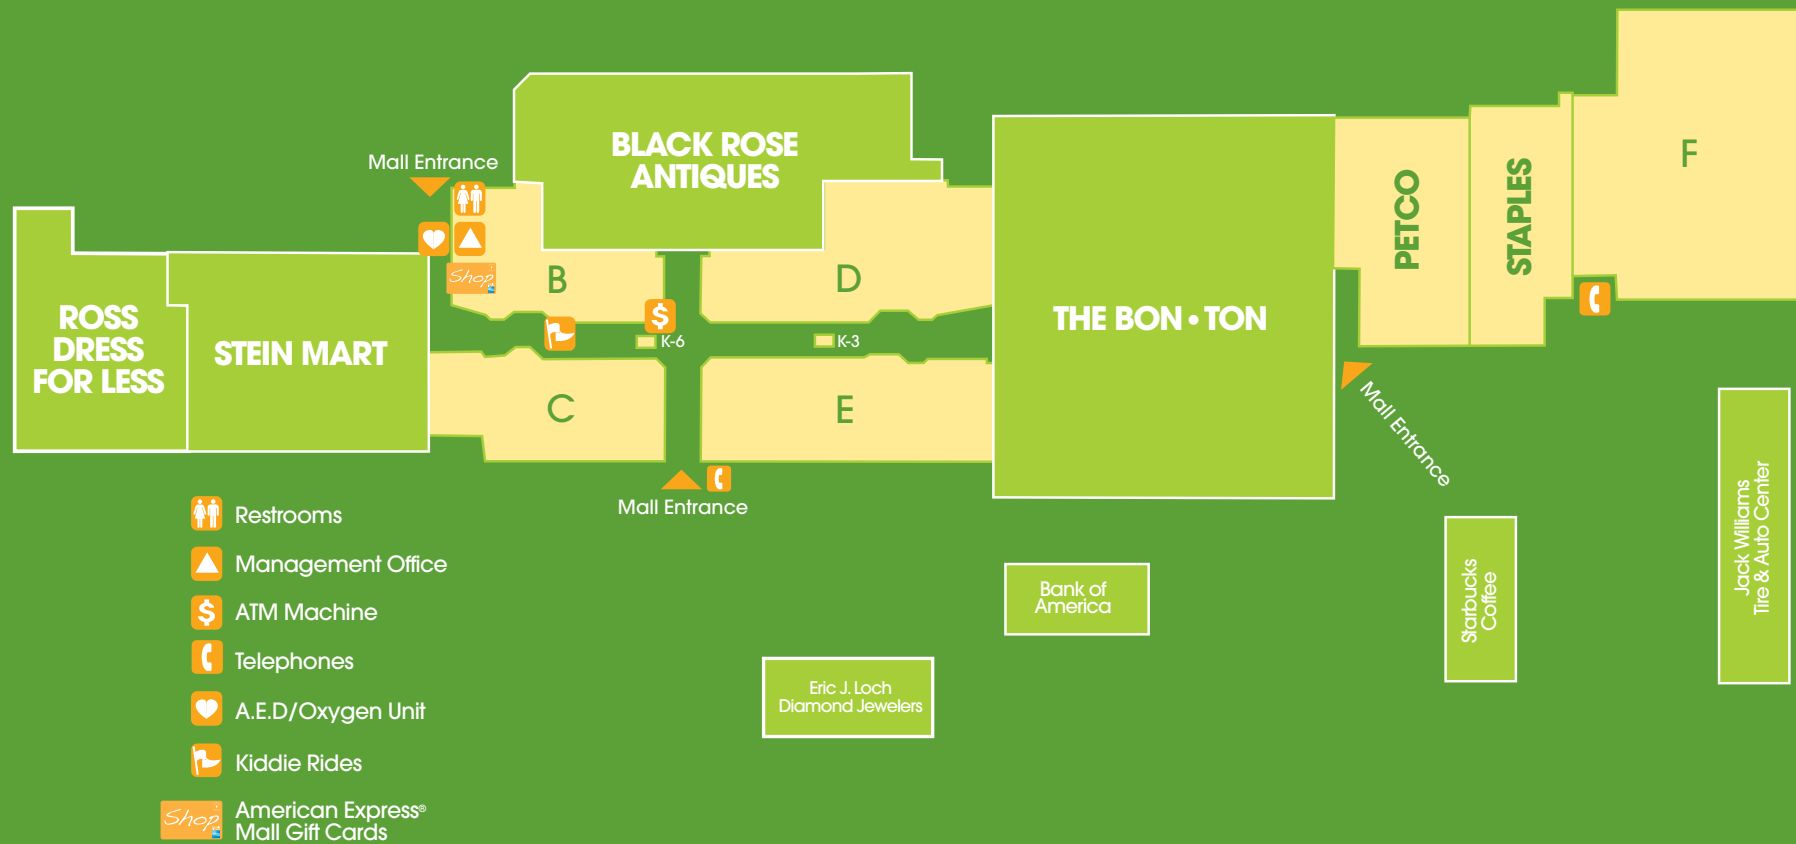 BLACK ROSE
ANTIQUES
Mall Entrance
F
PETCO
STAPLES
Shop
B
D
ROSS
DRESS
FOR LESS
STEIN MART
$
K-6
K-3
THE BON • TON
C
E
Mall Entrance
Mall Entrance
Restrooms
Management Office
$
ATM Machine
Telephones
A.E.D/Oxygen Unit
Kiddie Rides
Shop
American Express®
Mall Gift Cards
Bank of
America
Eric J. Loch
Diamond Jewelers
Starbucks
Coffee
Jack Williams
Tire & Auto Center